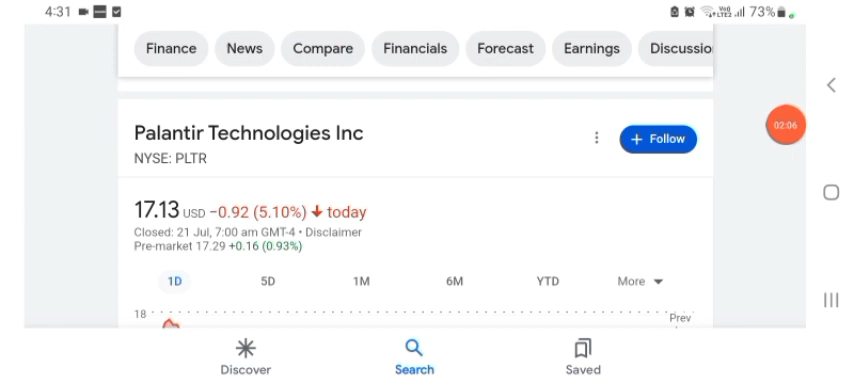 4:31
Vo) LTE2 73%
Finance News Compare Financials Forecast Earnings Discussio
02:06
Palantir Technologies Inc
+ Follow
NYSE: PLTR
17.13 USD −0.92 (5.10%) ↓ today
Closed: 21 Jul, 7:00 am GMT-4 • Disclaimer
Pre-market 17.29 +0.16 (0.93%)
1D 5D 1M 6M YTD More
18
Prev
Discover Search Saved